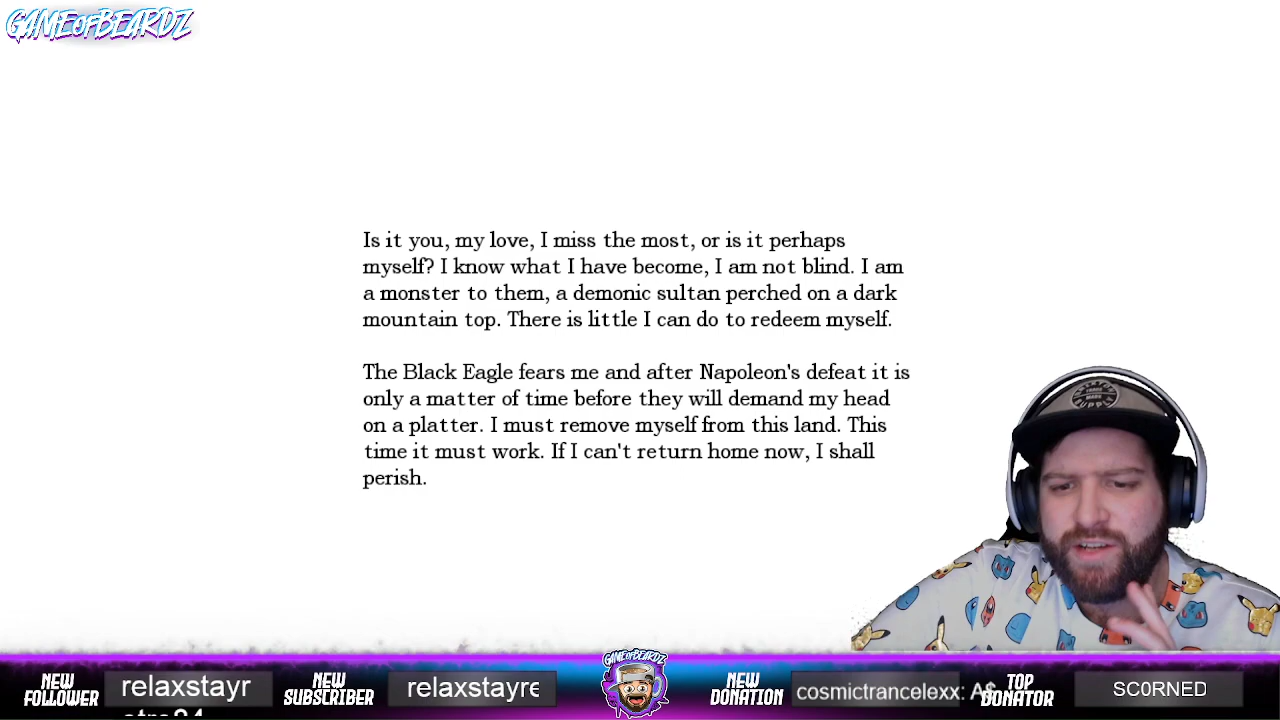 GAMEOFBEARDZ
Is it you, my love, I miss the most, or is it perhaps
myself? I know what I have become, I am not blind. I am
a monster to them, a demonic sultan perched on a dark
mountain top. There is little I can do to redeem myself.
The Black Eagle fears me and after Napoleon's defeat it is
only a matter of time before they will demand my head
on a platter. I must remove myself from this land. This
time it must work. If I can't return home now, I shall
perish.
SUPPLY
GAMEOFBEARDZ
NEW
FOLLOWER
relaxstayr
NEW
SUBSCRIBER
relaxstayre
NEW
DONATION
cosmictrancelexx: A$
TOP
DONATOR
SC0RNED